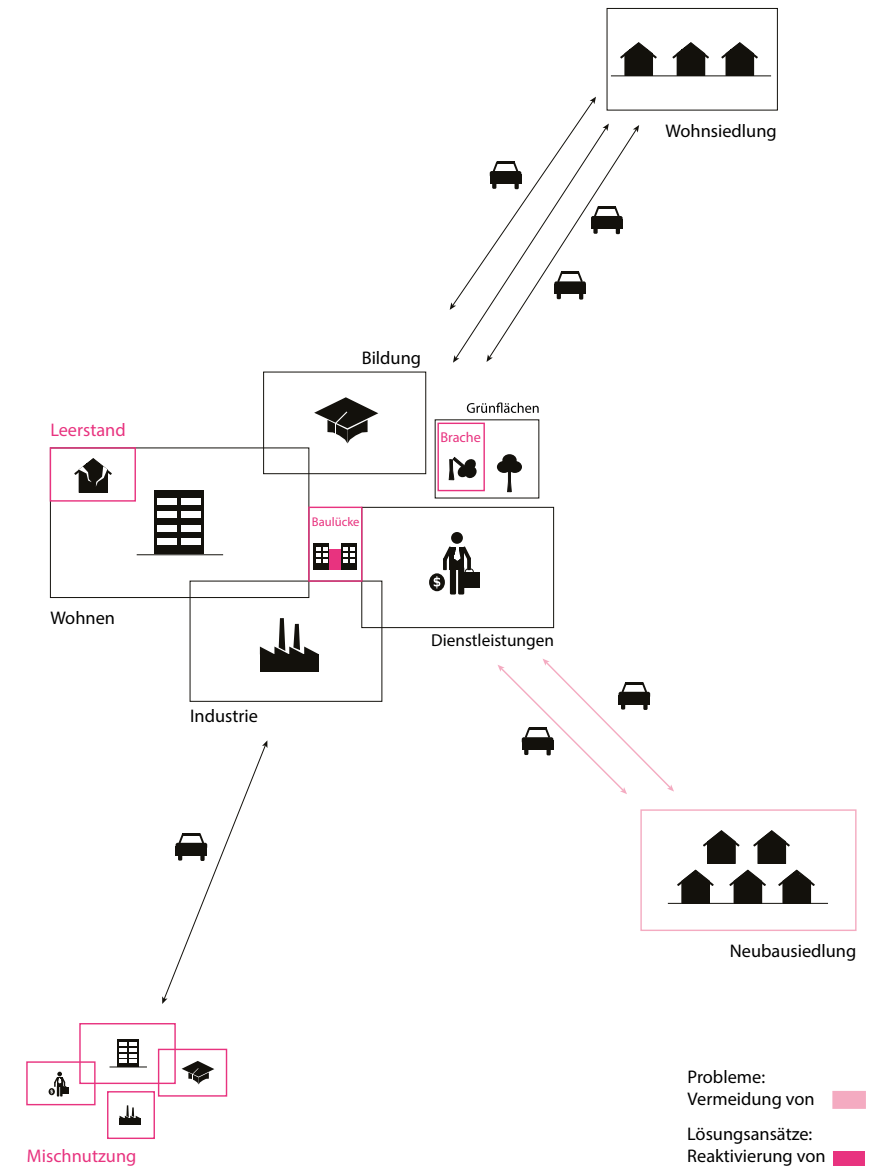 Wohnsiedlung
Bildung
Grünflächen
Leerstand
Brache
Baulücke
$
Wohnen
Dienstleistungen
Industrie
Neubausiedlung
$
Mischnutzung
Probleme:
Vermeidung von
Lösungsansätze:
Reaktivierung von